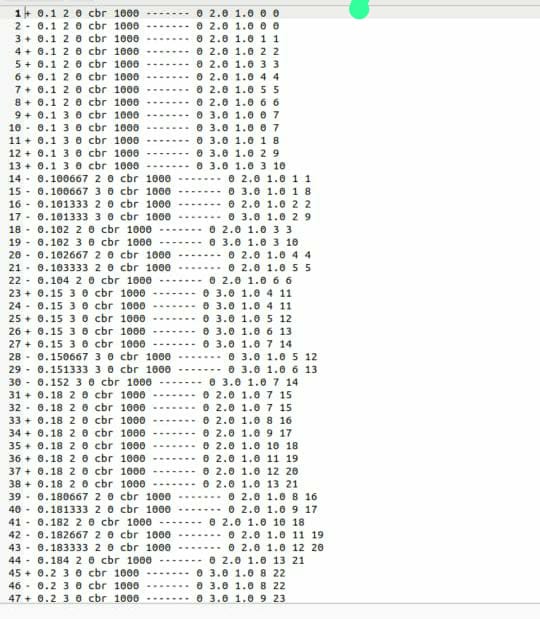 1 + 0.1 2 0 cbr 1000 ------- 0 2.0 1.0 0 0
2 - 0.1 2 0 cbr 1000 ------- 0 2.0 1.0 0 0
3 + 0.1 2 0 cbr 1000 ------- 0 2.0 1.0 1 1
4 + 0.1 2 0 cbr 1000 ------- 0 2.0 1.0 2 2
5 + 0.1 2 0 cbr 1000 ------- 0 2.0 1.0 3 3
6 + 0.1 2 0 cbr 1000 ------- 0 2.0 1.0 4 4
7 + 0.1 2 0 cbr 1000 ------- 0 2.0 1.0 5 5
8 + 0.1 2 0 cbr 1000 ------- 0 2.0 1.0 6 6
9 + 0.1 3 0 cbr 1000 ------- 0 3.0 1.0 0 7
10 - 0.1 3 0 cbr 1000 ------- 0 3.0 1.0 0 7
11 + 0.1 3 0 cbr 1000 ------- 0 3.0 1.0 1 8
12 + 0.1 3 0 cbr 1000 ------- 0 3.0 1.0 2 9
13 + 0.1 3 0 cbr 1000 ------- 0 3.0 1.0 3 10
14 - 0.100667 2 0 cbr 1000 ------- 0 2.0 1.0 1 1
15 - 0.100667 3 0 cbr 1000 ------- 0 3.0 1.0 1 8
16 - 0.101333 2 0 cbr 1000 ------- 0 2.0 1.0 2 2
17 - 0.101333 3 0 cbr 1000 ------- 0 3.0 1.0 2 9
18 - 0.102 2 0 cbr 1000 ------- 0 2.0 1.0 3 3
19 - 0.102 3 0 cbr 1000 ------- 0 3.0 1.0 3 10
20 - 0.102667 2 0 cbr 1000 ------- 0 2.0 1.0 4 4
21 - 0.103333 2 0 cbr 1000 ------- 0 2.0 1.0 5 5
22 - 0.104 2 0 cbr 1000 ------- 0 2.0 1.0 6 6
23 + 0.15 3 0 cbr 1000 ------- 0 3.0 1.0 4 11
24 - 0.15 3 0 cbr 1000 ------- 0 3.0 1.0 4 11
25 + 0.15 3 0 cbr 1000 ------- 0 3.0 1.0 5 12
26 + 0.15 3 0 cbr 1000 ------- 0 3.0 1.0 6 13
27 + 0.15 3 0 cbr 1000 ------- 0 3.0 1.0 7 14
28 - 0.150667 3 0 cbr 1000 ------- 0 3.0 1.0 5 12
29 - 0.151333 3 0 cbr 1000 ------- 0 3.0 1.0 6 13
30 - 0.152 3 0 cbr 1000 ------- 0 3.0 1.0 7 14
31 + 0.18 2 0 cbr 1000 ------- 0 2.0 1.0 7 15
32 - 0.18 2 0 cbr 1000 ------- 0 2.0 1.0 7 15
33 + 0.18 2 0 cbr 1000 ------- 0 2.0 1.0 8 16
34 + 0.18 2 0 cbr 1000 ------- 0 2.0 1.0 9 17
35 + 0.18 2 0 cbr 1000 ------- 0 2.0 1.0 10 18
36 + 0.18 2 0 cbr 1000 ------- 0 2.0 1.0 11 19
37 + 0.18 2 0 cbr 1000 ------- 0 2.0 1.0 12 20
38 + 0.18 2 0 cbr 1000 ------- 0 2.0 1.0 13 21
39 - 0.180667 2 0 cbr 1000 ------- 0 2.0 1.0 8 16
40 - 0.181333 2 0 cbr 1000 ------- 0 2.0 1.0 9 17
41 - 0.182 2 0 cbr 1000 ------- 0 2.0 1.0 10 18
42 - 0.182667 2 0 cbr 1000 ------- 0 2.0 1.0 11 19
43 - 0.183333 2 0 cbr 1000 ------- 0 2.0 1.0 12 20
44 - 0.184 2 0 cbr 1000 ------- 0 2.0 1.0 13 21
45 + 0.2 3 0 cbr 1000 ------- 0 3.0 1.0 8 22
46 - 0.2 3 0 cbr 1000 ------- 0 3.0 1.0 8 22
47 + 0.2 3 0 cbr 1000 ------- 0 3.0 1.0 9 23